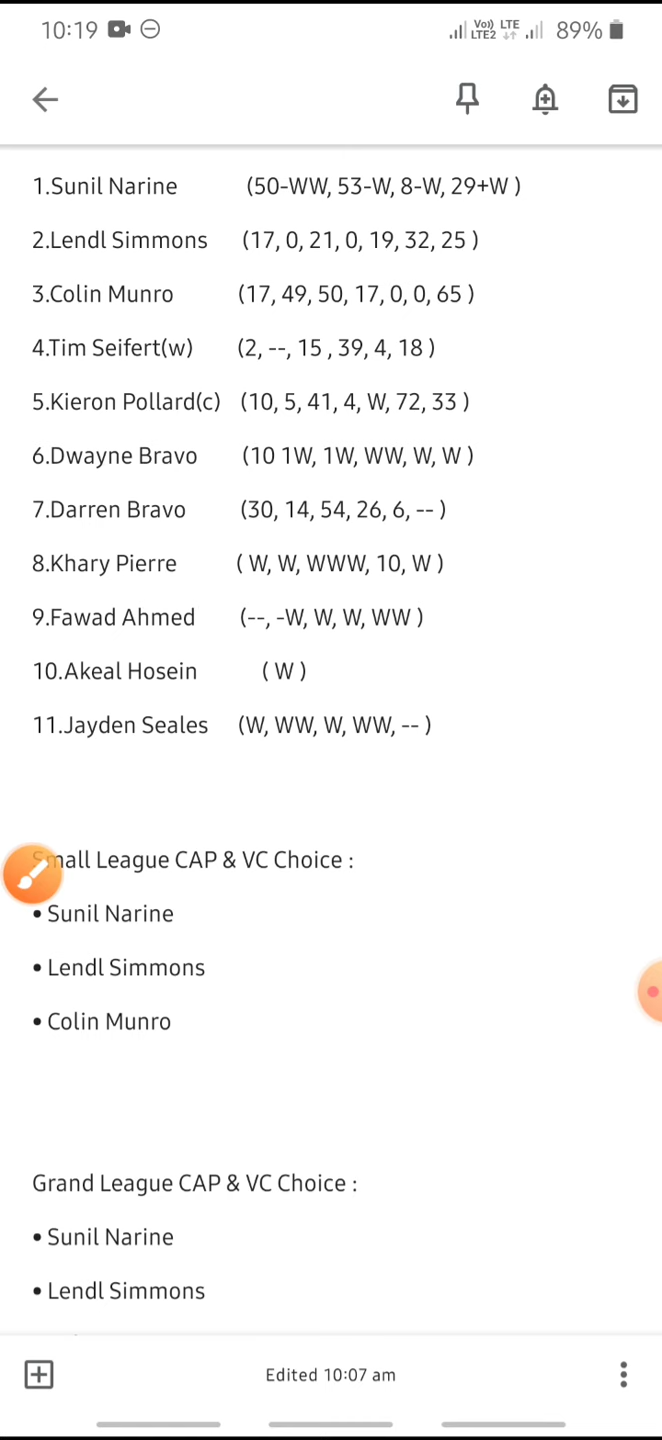 10:19 Vo) LTE LTE2 89%
1.Sunil Narine (50-WW, 53-W, 8-W, 29+W )
2.Lendl Simmons (17, 0, 21, 0, 19, 32, 25 )
3.Colin Munro (17, 49, 50, 17, 0, 0, 65 )
4.Tim Seifert(w) (2, --, 15 , 39, 4, 18 )
5.Kieron Pollard(c) (10, 5, 41, 4, W, 72, 33 )
6.Dwayne Bravo (10 1W, 1W, WW, W, W )
7.Darren Bravo (30, 14, 54, 26, 6, -- )
8.Khary Pierre ( W, W, WWW, 10, W )
9.Fawad Ahmed (--, -W, W, W, WW )
10.Akeal Hosein ( W )
11.Jayden Seales (W, WW, W, WW, -- )
Small League CAP & VC Choice :
• Sunil Narine
• Lendl Simmons
• Colin Munro
Grand League CAP & VC Choice :
• Sunil Narine
• Lendl Simmons
Edited 10:07 am